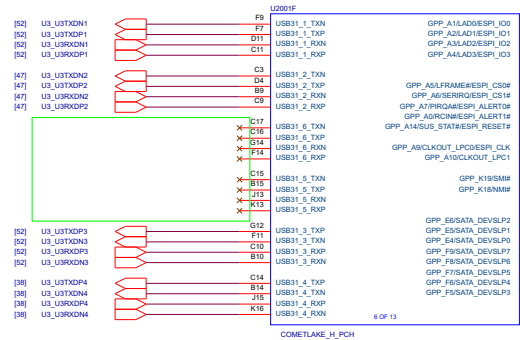 U2001F
[52] U3_U3TXDN1 F9 USB31_1_TXN GPP_A1/LAD0/ESPI_IO0
[52] U3_U3TXDP1 F7 USB31_1_TXP GPP_A2/LAD1/ESPI_IO1
[52] U3_U3RXDN1 D11 USB31_1_RXN GPP_A3/LAD2/ESPI_IO2
[52] U3_U3RXDP1 C11 USB31_1_RXP GPP_A4/LAD3/ESPI_IO3
[47] U3_U3TXDN2 C3 USB31_2_TXN
[47] U3_U3TXDP2 D4 USB31_2_TXP GPP_A5/LFRAME#/ESPI_CS0#
[47] U3_U3RXDN2 B9 USB31_2_RXN GPP_A6/SERIRQ/ESPI_CS1#
[47] U3_U3RXDP2 C9 USB31_2_RXP GPP_A7/PIRQA#/ESPI_ALERT0#
GPP_A0/RCIN#/ESPI_ALERT1#
C17 USB31_6_TXN GPP_A14/SUS_STAT#/ESPI_RESET#
C16 USB31_6_TXP
G14 USB31_6_RXN GPP_A9/CLKOUT_LPC0/ESPI_CLK
F14 USB31_6_RXP GPP_A10/CLKOUT_LPC1
C15 USB31_5_TXN GPP_K19/SMI#
B15 USB31_5_TXP GPP_K18/NMI#
J13 USB31_5_RXN
K13 USB31_5_RXP
GPP_E6/SATA_DEVSLP2
[52] U3_U3TXDP3 G12 USB31_3_TXP GPP_E5/SATA_DEVSLP1
[52] U3_U3TXDN3 F11 USB31_3_TXN GPP_E4/SATA_DEVSLP0
[52] U3_U3RXDP3 C10 USB31_3_RXP GPP_F9/SATA_DEVSLP7
[52] U3_U3RXDN3 B10 USB31_3_RXN GPP_F8/SATA_DEVSLP6
GPP_F7/SATA_DEVSLP5
[38] U3_U3TXDP4 C14 USB31_4_TXP GPP_F6/SATA_DEVSLP4
[38] U3_U3TXDN4 B14 USB31_4_TXN GPP_F5/SATA_DEVSLP3
[38] U3_U3RXDP4 J15 USB31_4_RXP
[38] U3_U3RXDN4 K16 USB31_4_RXN 6 OF 13
COMETLAKE_H_PCH